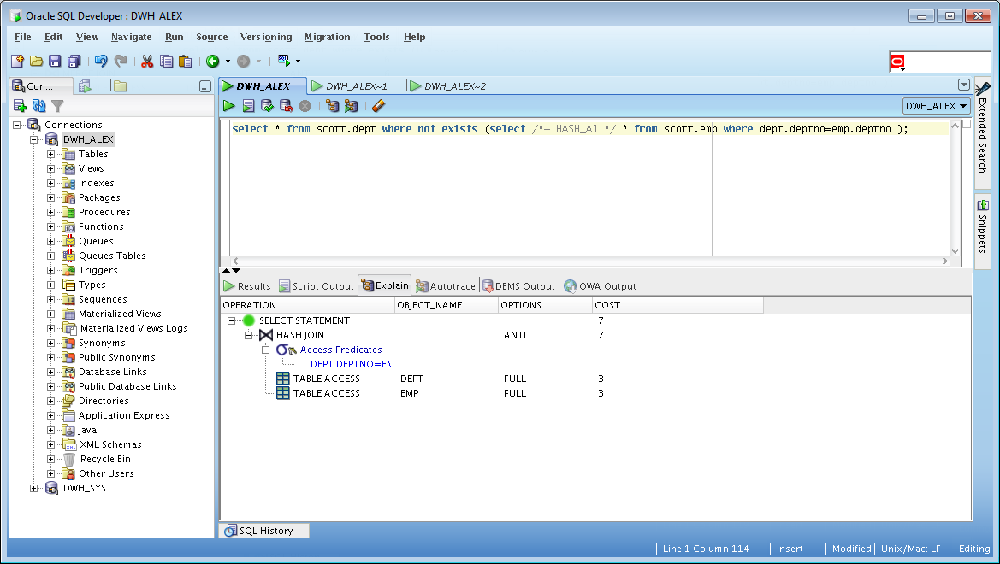 Oracle SQL Developer : DWH_ALEX
File Edit View Navigate Run Source Versioning Migration Tools Help
SQL
Con...
DWH_ALEX
DWH_ALEX~1
DWH_ALEX~2
DWH_ALEX
Connections
DWH_ALEX
Tables
Views
Indexes
Packages
Procedures
Functions
Queues
Queues Tables
Triggers
Types
Sequences
Materialized Views
Materialized Views Logs
Synonyms
Public Synonyms
Database Links
Public Database Links
Directories
Application Express
Java
XML Schemas
Recycle Bin
Other Users
DWH_SYS
select * from scott.dept where not exists (select /*+ HASH_AJ */ * from scott.emp where dept.deptno=emp.deptno );
Extended Search
Snippets
Results Script Output Explain Autotrace DBMS Output OWA Output
OPERATION OBJECT_NAME OPTIONS COST
SELECT STATEMENT 7
HASH JOIN ANTI 7
Access Predicates
DEPT.DEPTNO=EM
TABLE ACCESS DEPT FULL 3
TABLE ACCESS EMP FULL 3
SQL History
Line 1 Column 114 Insert Modified Unix/Mac: LF Editing